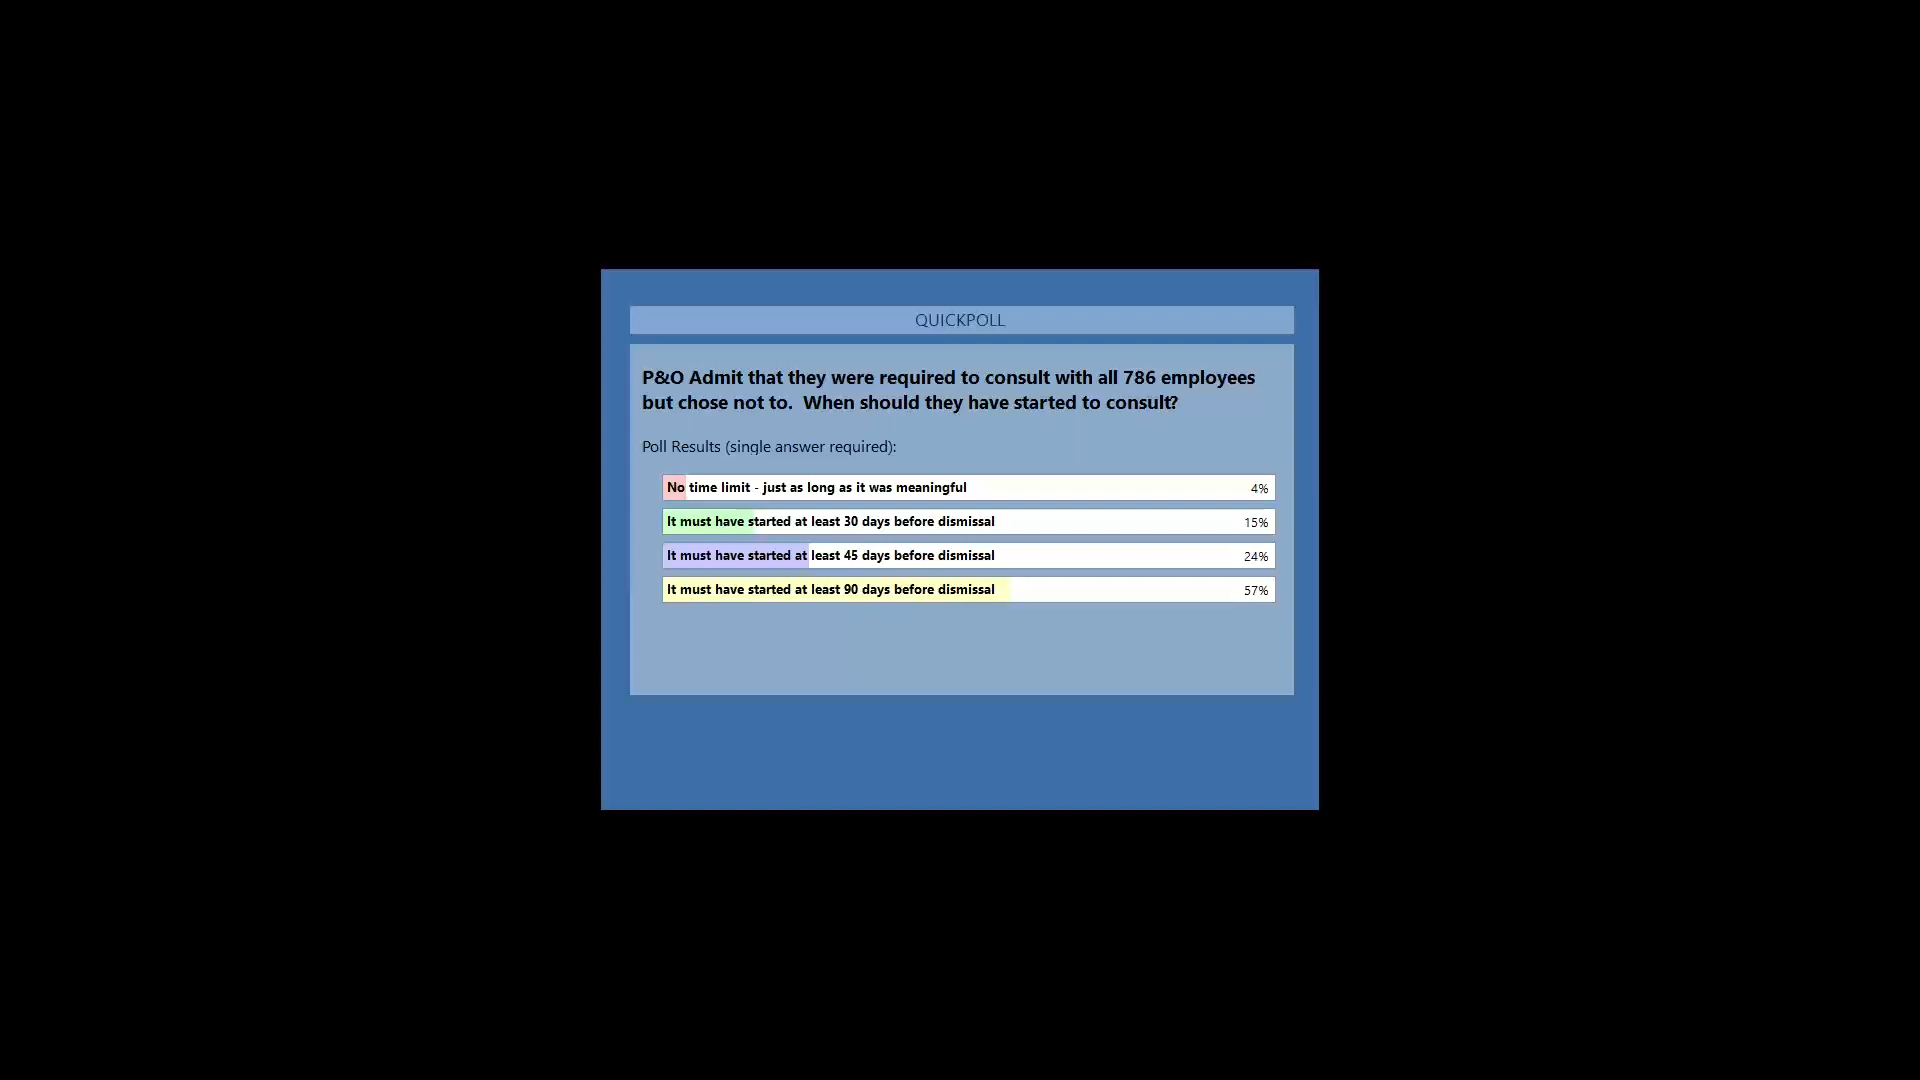 QUICKPOLL
P&O Admit that they were required to consult with all 786 employees
but chose not to.  When should they have started to consult?
Poll Results (single answer required):
No time limit - just as long as it was meaningful 4%
It must have started at least 30 days before dismissal 15%
It must have started at least 45 days before dismissal 24%
It must have started at least 90 days before dismissal 57%